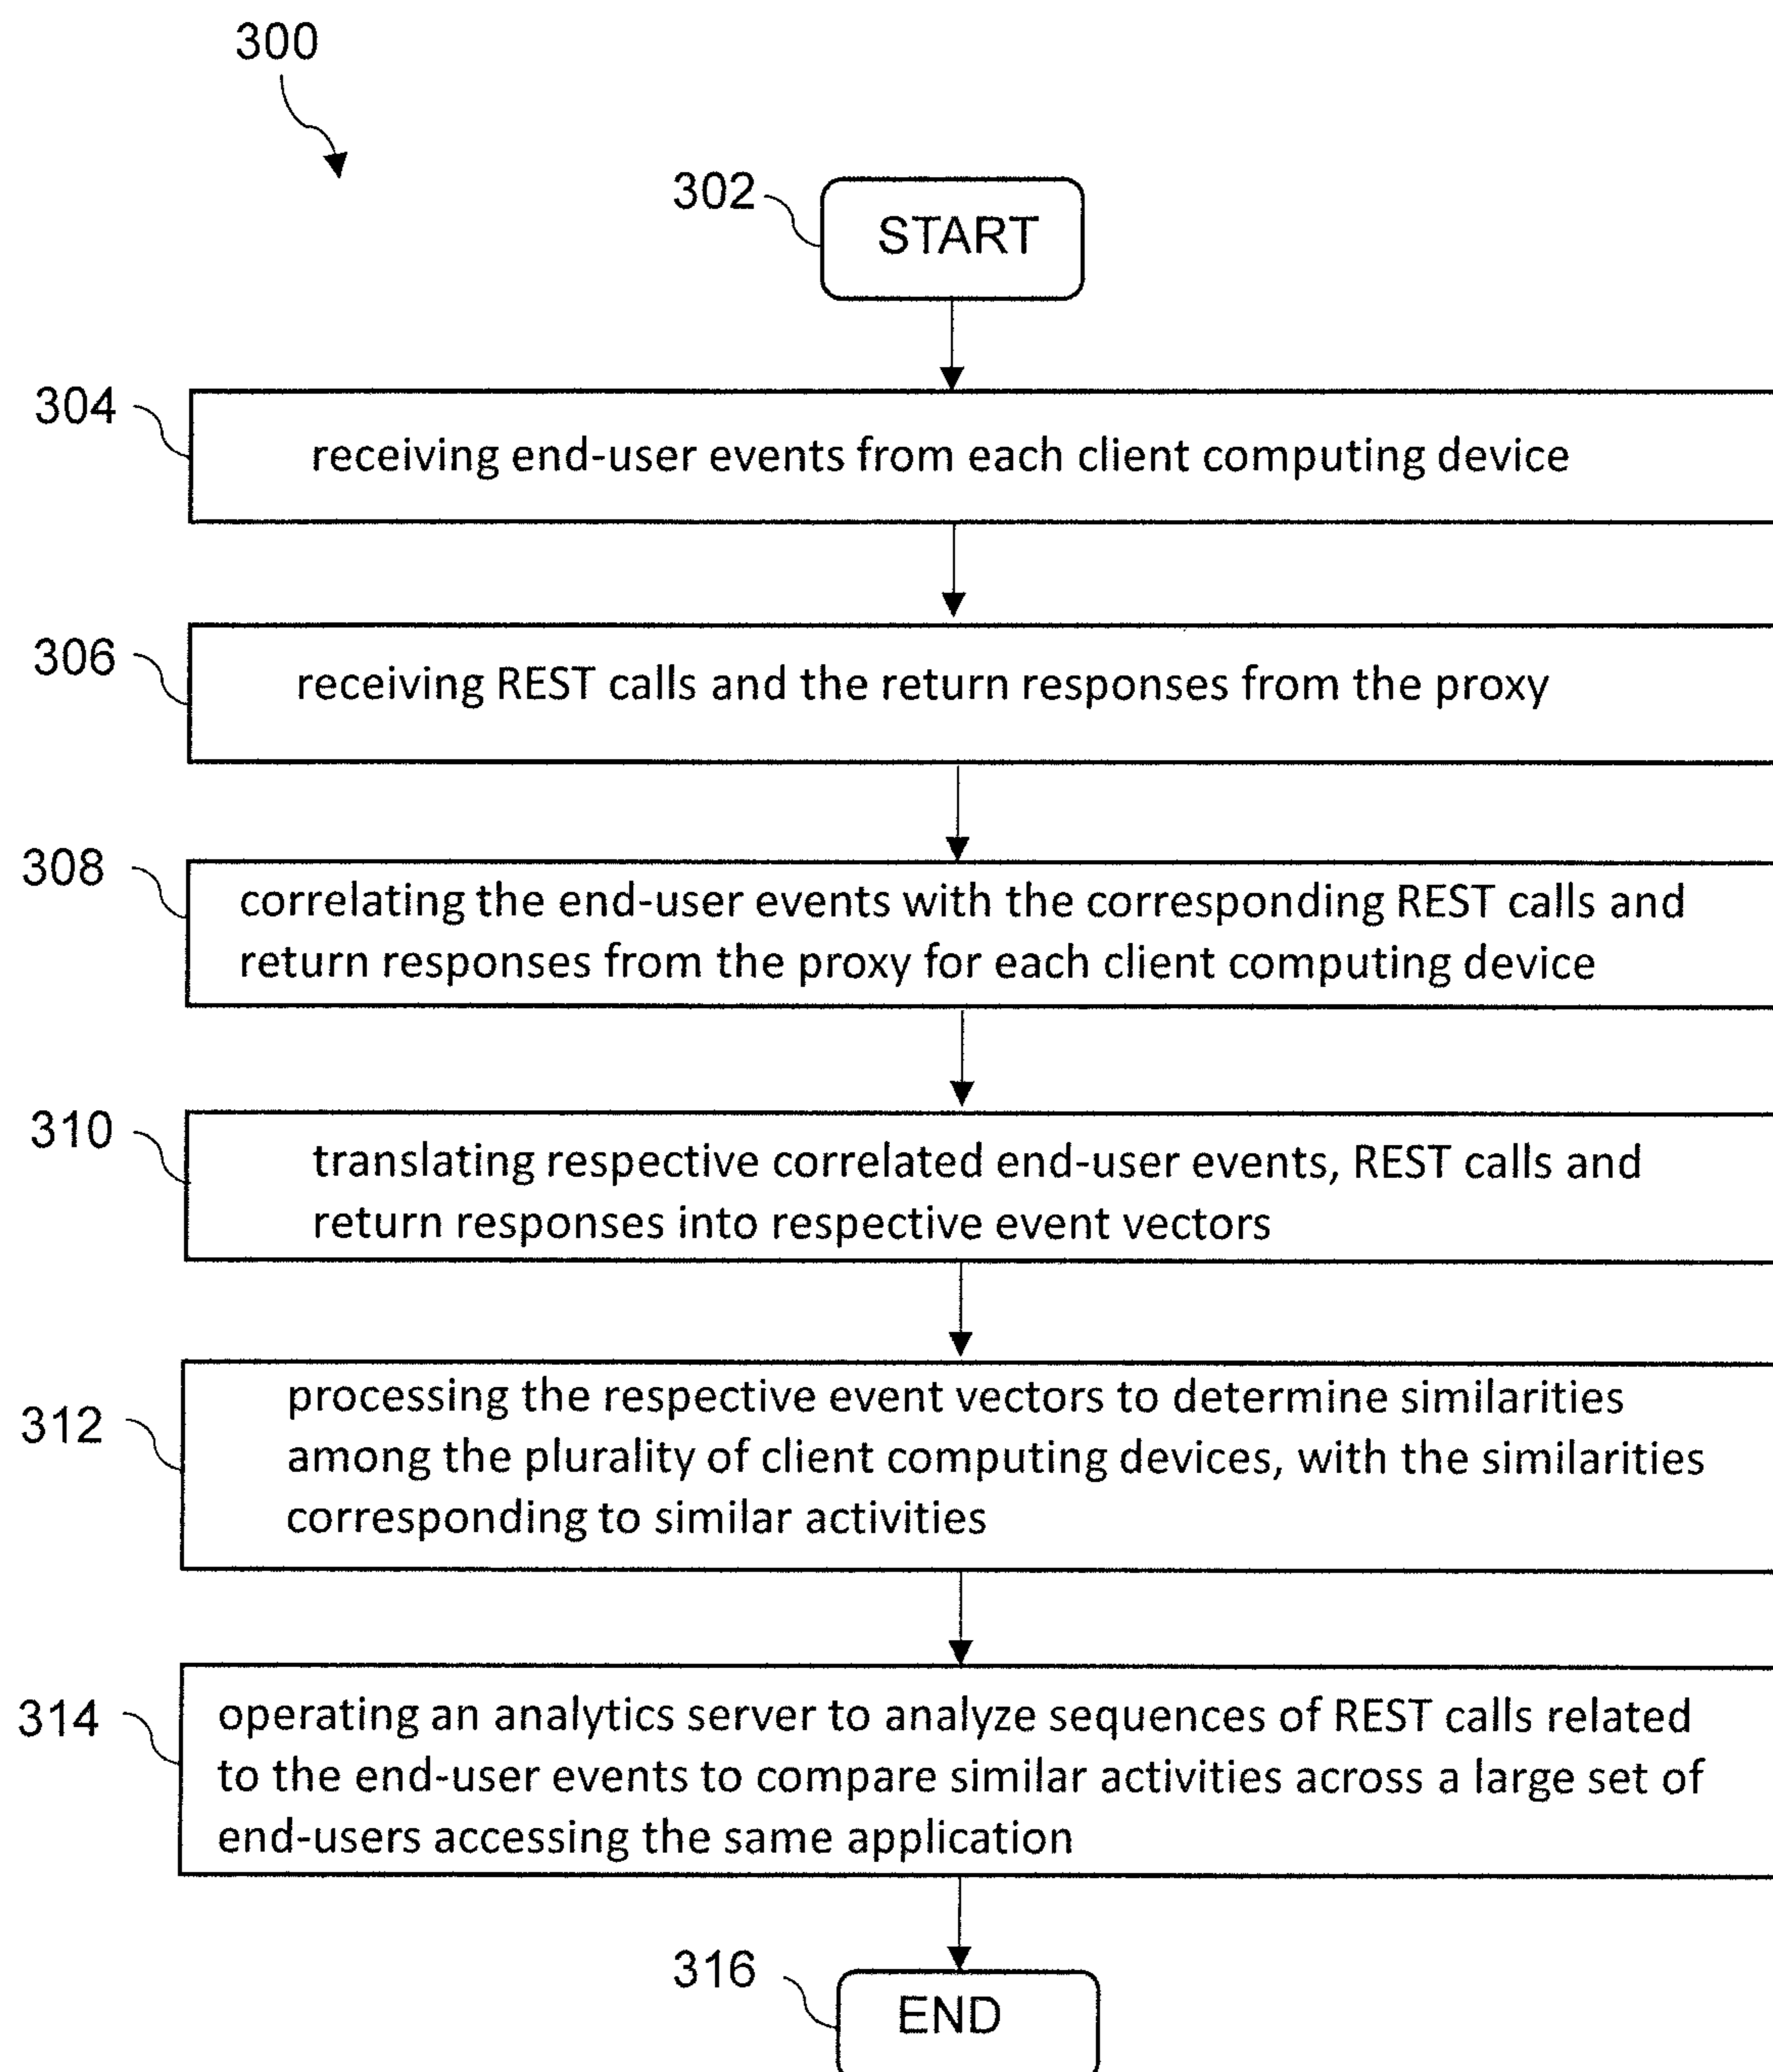 300
302
START
304
receiving end-user events from each client computing device
306
receiving REST calls and the return responses from the proxy
308
correlating the end-user events with the corresponding REST calls and
return responses from the proxy for each client computing device
310
translating respective correlated end-user events, REST calls and
return responses into respective event vectors
312
processing the respective event vectors to determine similarities
among the plurality of client computing devices, with the similarities
corresponding to similar activities
314
operating an analytics server to analyze sequences of REST calls related
to the end-user events to compare similar activities across a large set of
end-users accessing the same application
316
END